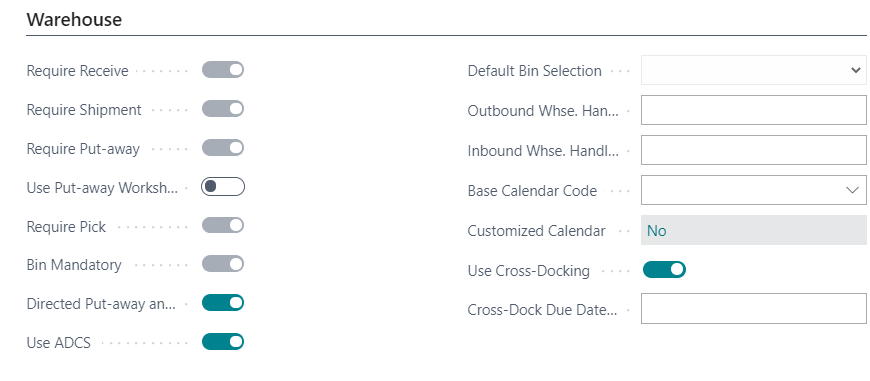 Warehouse
Require Receive
Require Shipment
Require Put-away
Use Put-away Worksh...
Require Pick
Bin Mandatory
Directed Put-away an...
Use ADCS
Default Bin Selection
Outbound Whse. Han...
Inbound Whse. Handl...
Base Calendar Code
Customized Calendar No
Use Cross-Docking
Cross-Dock Due Date...